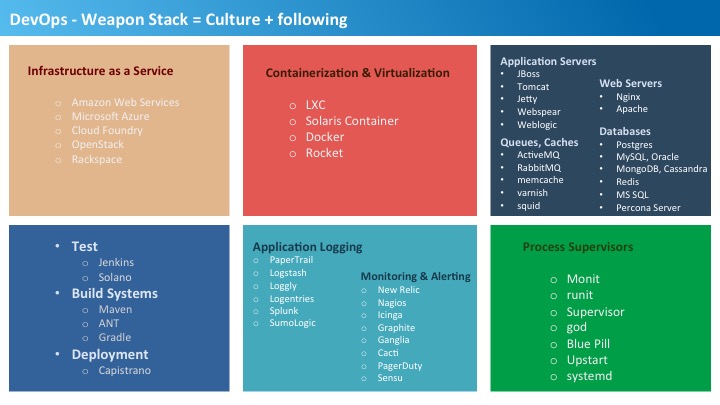 DevOps - Weapon Stack = Culture + following
Infrastructure as a Service
o Amazon Web Services
o Microsoft Azure
o Cloud Foundry
o OpenStack
o Rackspace
Containerization & Virtualization
o LXC
o Solaris Container
o Docker
o Rocket
Application Servers
• JBoss
• Tomcat
• Jetty
• Webspear
• Weblogic
Queues, Caches
• ActiveMQ
• RabbitMQ
• memcache
• varnish
• squid
Web Servers
• Nginx
• Apache
Databases
• Postgres
• MySQL, Oracle
• MongoDB, Cassandra
• Redis
• MS SQL
• Percona Server
• Test
o Jenkins
o Solano
• Build Systems
o Maven
o ANT
o Gradle
• Deployment
o Capistrano
Application Logging
o PaperTrail
o Logstash
o Loggly
o Logentries
o Splunk
o SumoLogic
Monitoring & Alerting
o New Relic
o Nagios
o Icinga
o Graphite
o Ganglia
o Cacti
o PagerDuty
o Sensu
Process Supervisors
o Monit
o runit
o Supervisor
o god
o Blue Pill
o Upstart
o systemd